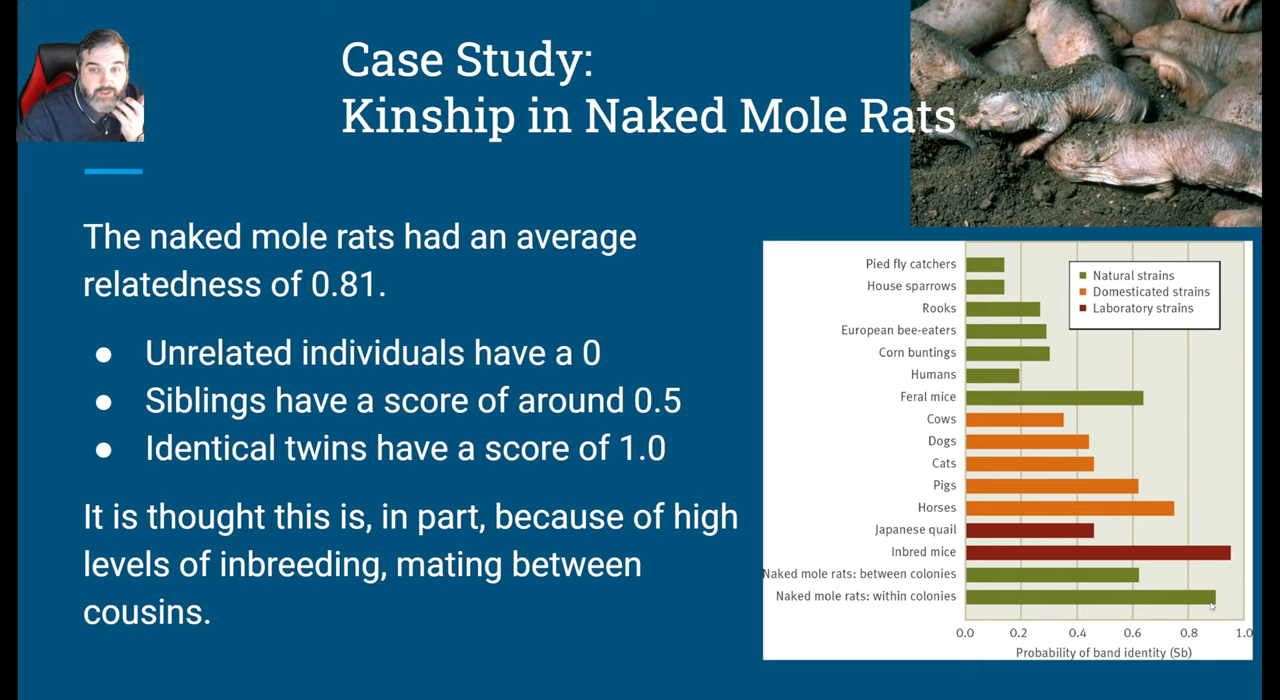 Case Study:
Kinship in Naked Mole Rats
The naked mole rats had an average
relatedness of 0.81.
● Unrelated individuals have a 0
● Siblings have a score of around 0.5
● Identical twins have a score of 1.0
It is thought this is, in part, because of high
levels of inbreeding, mating between
cousins.
Pied fly catchers
House sparrows
Rooks
European bee-eaters
Corn buntings
Humans
Feral mice
Cows
Dogs
Cats
Pigs
Horses
Japanese quail
Inbred mice
Naked mole rats: between colonies
Naked mole rats: within colonies
Natural strains
Domesticated strains
Laboratory strains
0.0 0.2 0.4 0.6 0.8 1.0
Probability of band identity (Sb)